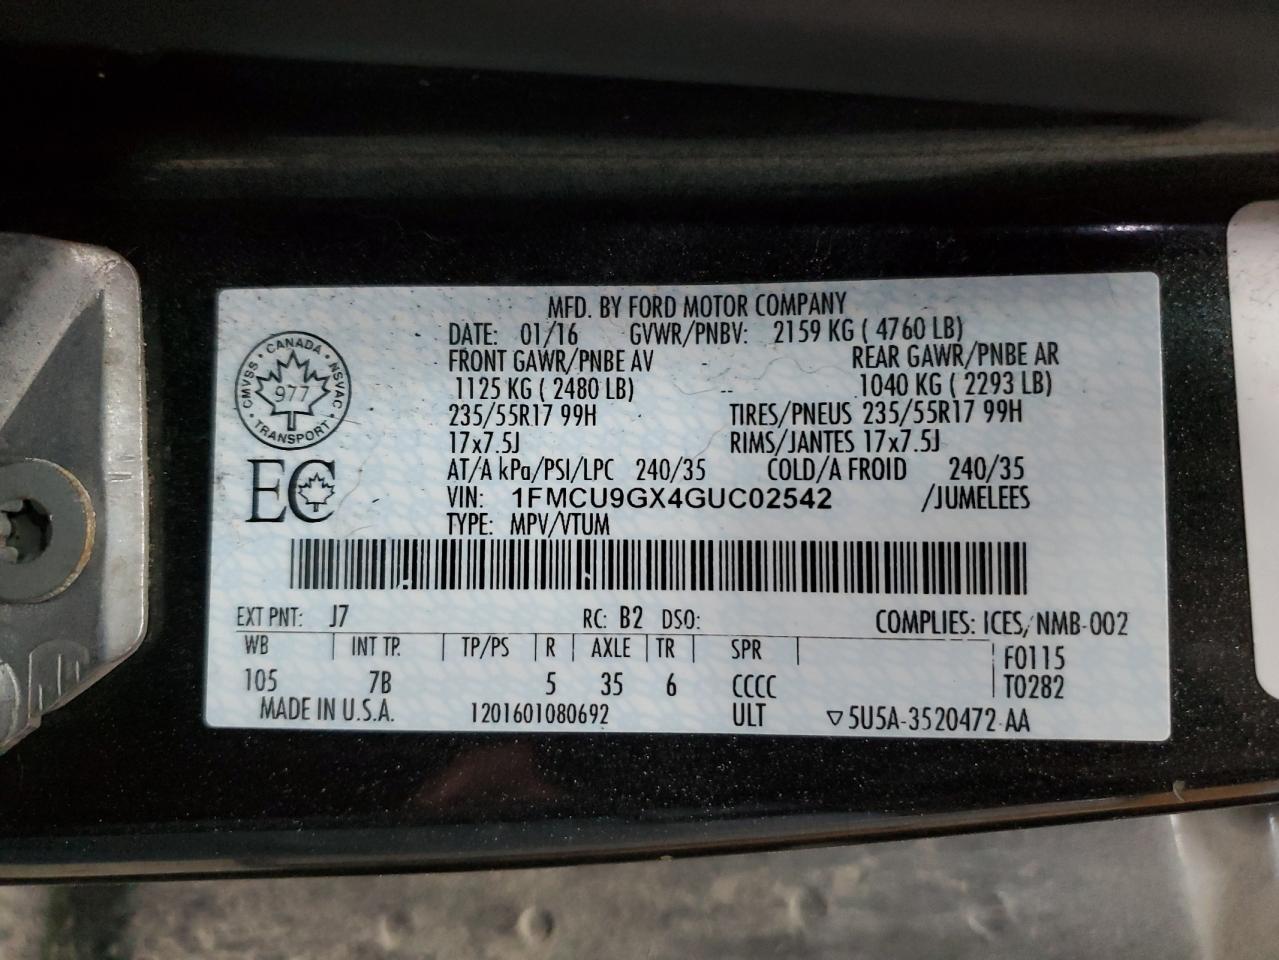 MFD. BY FORD MOTOR COMPANY
DATE: 01/16 GVWR/PNBV: 2159 KG ( 4760 LB)
FRONT GAWR/PNBE AV REAR GAWR/PNBE AR
1125 KG ( 2480 LB) -- 1040 KG ( 2293 LB)
235/55R17 99H TIRES/PNEUS 235/55R17 99H
17x7.5J RIMS/JANTES 17x7.5J
AT/A kPa/PSI/LPC 240/35 COLD/A FROID 240/35
VIN: 1FMCU9GX4GUC02542 /JUMELEES
TYPE: MPV/VTUM
CMVSS • CANADA • NSVAC • TRANSPORT •
977
EC
EXT PNT: J7 RC: B2 DSO: COMPLIES: ICES, NMB-002
WB INT TP. TP/PS R AXLE TR SPR F0115
105 7B 5 35 6 CCCC T0282
MADE IN U.S.A. 1201601080692 ULT ▽5U5A-3520472-AA